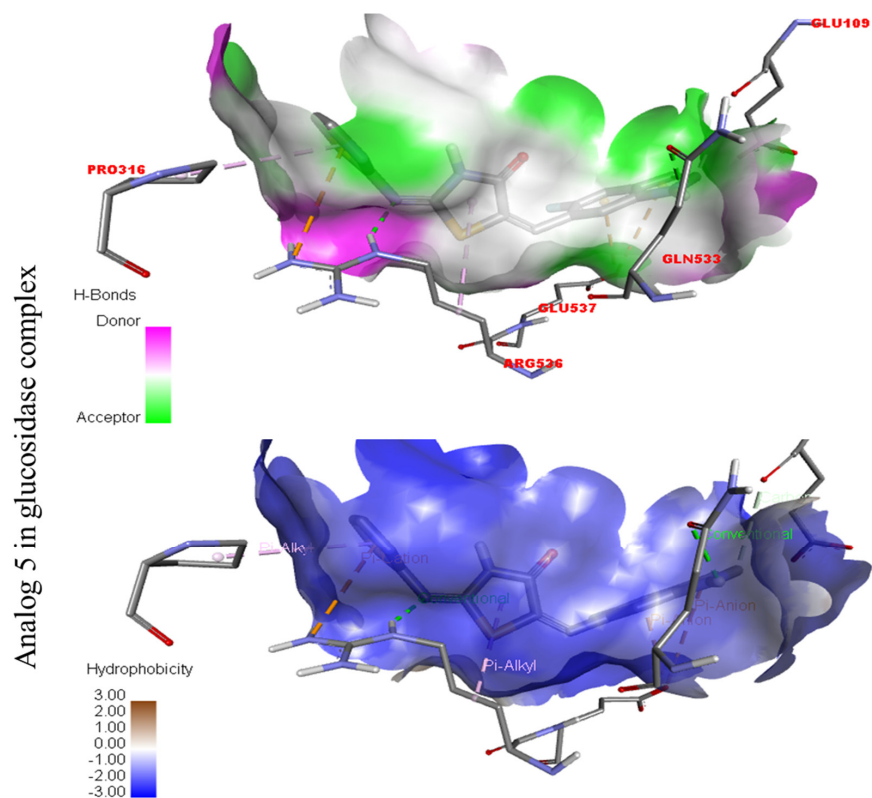 GLU109
PRO316
GLN533
GLU537
ARG526
H-Bonds
Donor
Acceptor
Analog 5 in glucosidase complex
Conventional
Pi-Alkyl
Pi-Cation
Pi-Anion
Pi-Alkyl
Hydrophobicity
3.00
2.00
1.00
0.00
-1.00
-2.00
-3.00